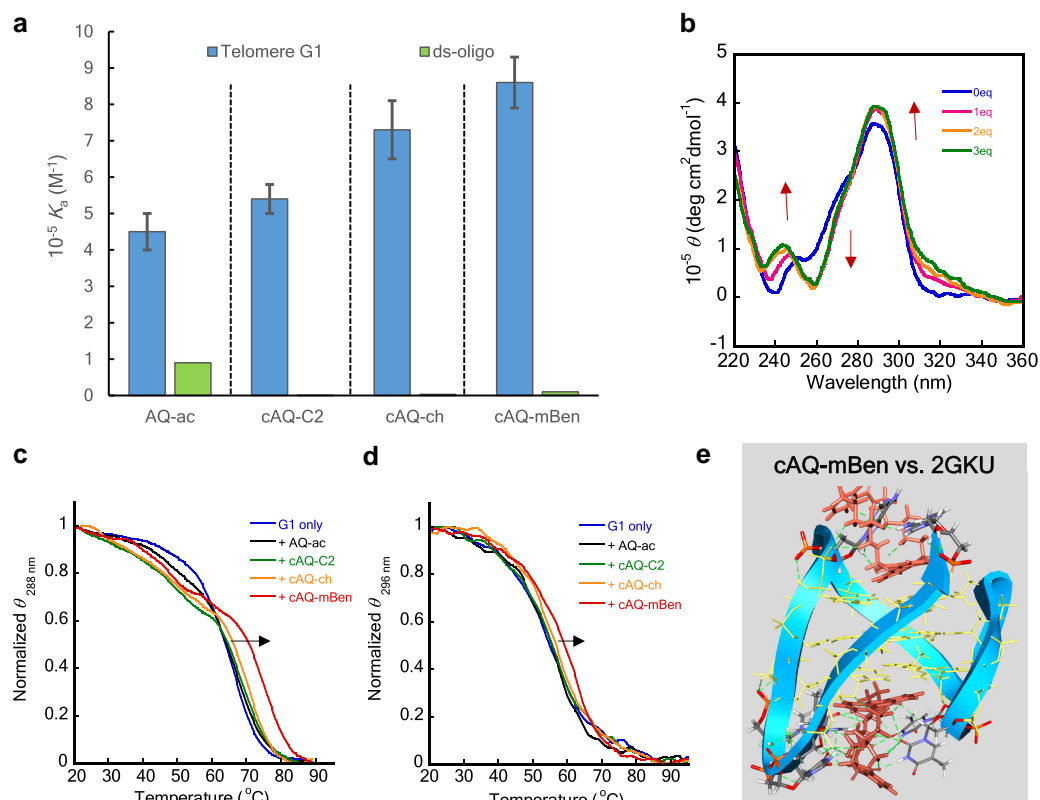 a
10⁻⁵ Kₐ (M⁻¹)
10
9
8
7
6
5
4
3
2
1
0
Telomere G1
ds-oligo
AQ-ac
cAQ-C2
cAQ-ch
cAQ-mBen
b
10⁻⁵ θ (deg cm² dmol⁻¹)
5
4
3
2
1
0
-1
0eq
1eq
2eq
3eq
220 240 260 280 300 320 340 360
Wavelength (nm)
c
Normalized θ 288 nm
1
0.8
0.6
0.4
0.2
0
G1 only
+ AQ-ac
+ cAQ-C2
+ cAQ-ch
+ cAQ-mBen
20 30 40 50 60 70 80 90
Temperature (°C)
d
Normalized θ 296 nm
1
0.8
0.6
0.4
0.2
0
G1 only
+ AQ-ac
+ cAQ-C2
+ cAQ-ch
+ cAQ-mBen
20 30 40 50 60 70 80 90
Temperature (°C)
e
cAQ-mBen vs. 2GKU